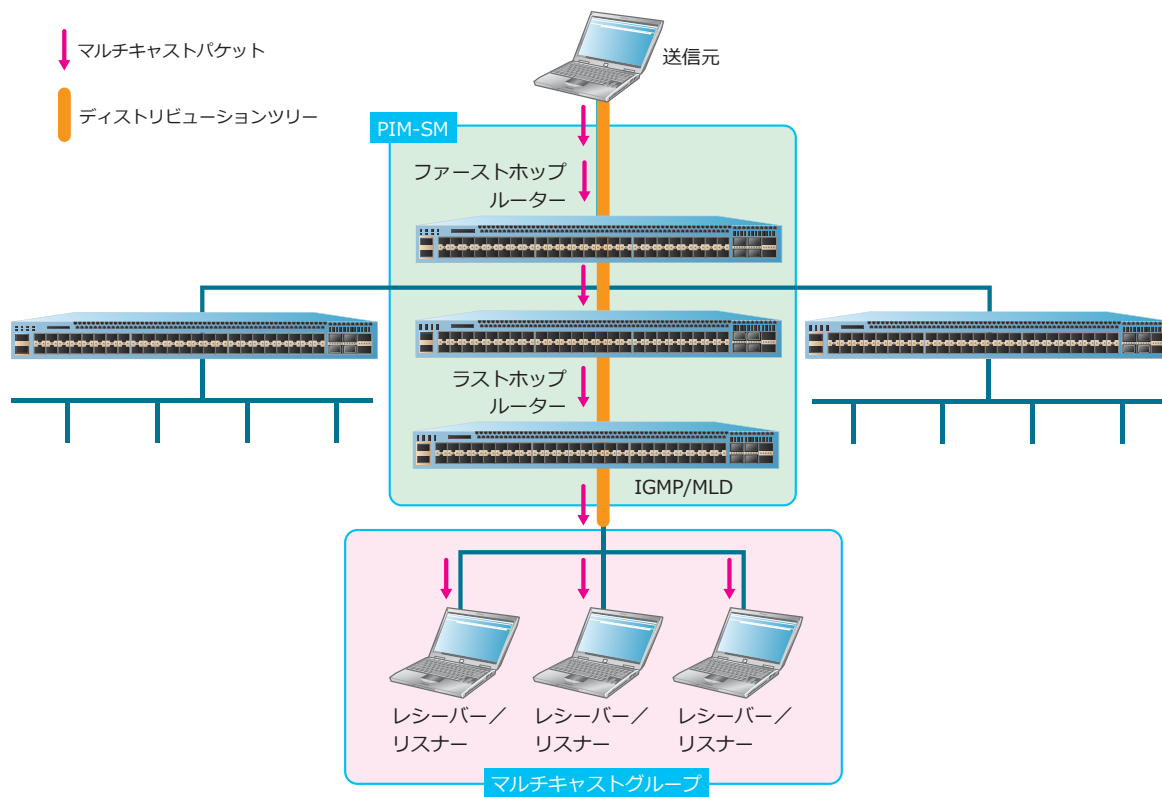 マルチキャストパケット
ディストリビューションツリー
送信元
PIM-SM
ファーストホップ
ルーター
ラストホップ
ルーター
IGMP/MLD
レシーバー／
リスナー
レシーバー／
リスナー
レシーバー／
リスナー
マルチキャストグループ